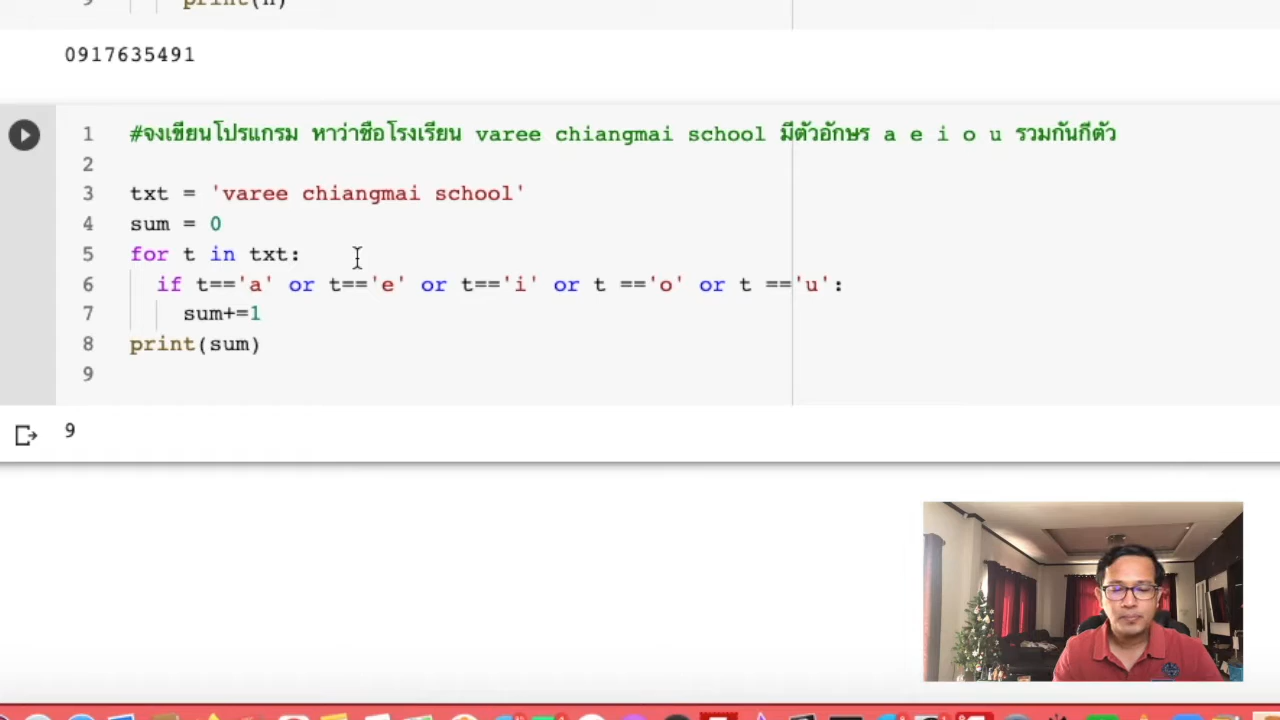 9 print(n)
0917635491
1 #จงเขียนโปรแกรม หาว่าชื่อโรงเรียน varee chiangmai school มีตัวอักษร a e i o u รวมกันกี่ตัว
2
3 txt = 'varee chiangmai school'
4 sum = 0
5 for t in txt:
6 if t=='a' or t=='e' or t=='i' or t =='o' or t =='u':
7 sum+=1
8 print(sum)
9
9